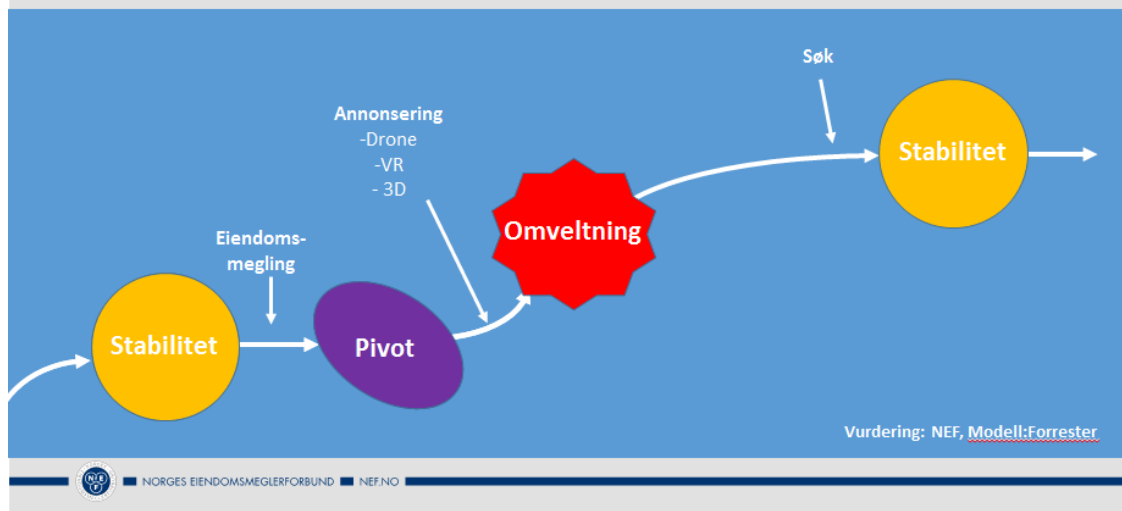 Søk
Annonsering
-Drone
-VR
- 3D
Stabilitet
Omveltning
Eiendoms-
megling
Stabilitet
Pivot
Vurdering: NEF, Modell:Forrester
NEF
NORGES EIENDOMSMEGLERFORBUND NEF.NO